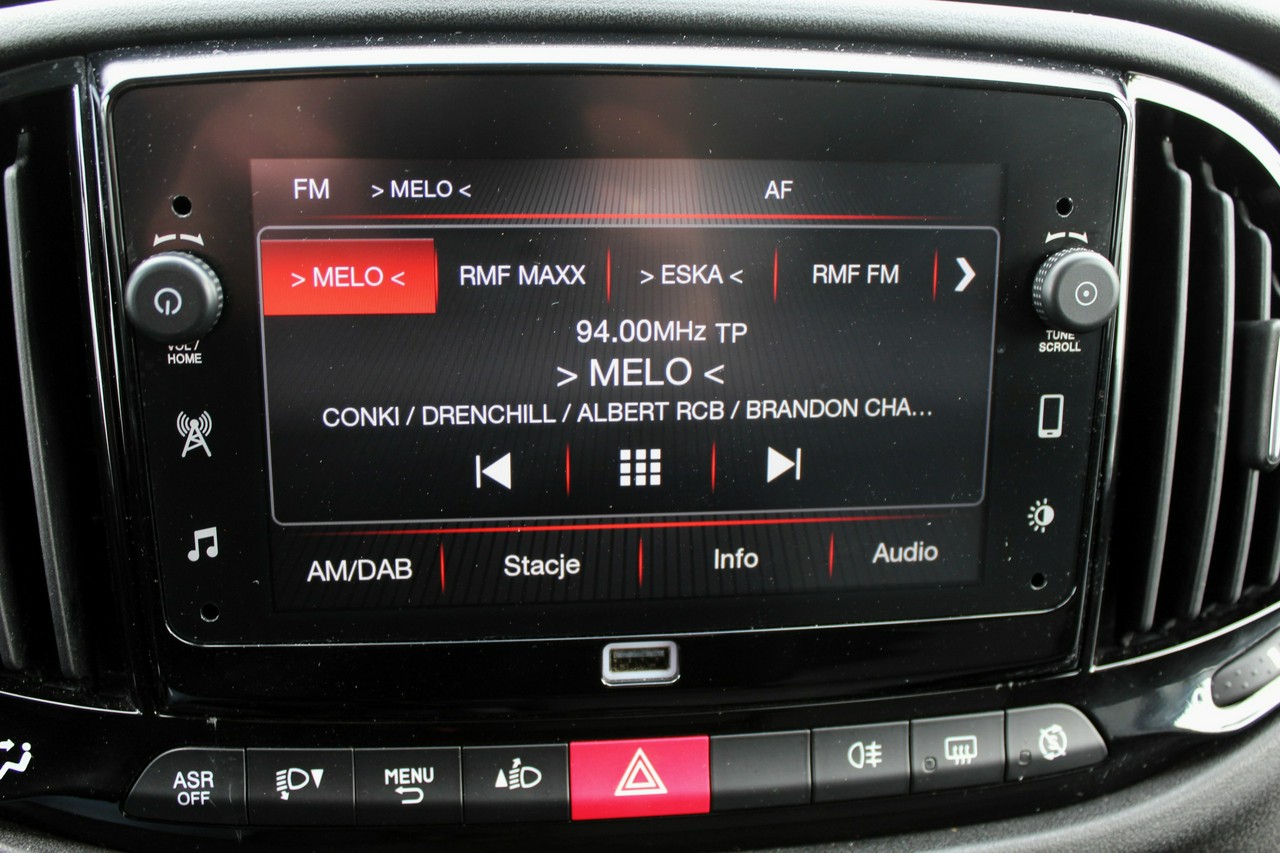 FM > MELO < AF
> MELO < RMF MAXX > ESKA < RMF FM
94.00MHz TP
> MELO <
CONKI / DRENCHILL / ALBERT RCB / BRANDON CHA...
AM/DAB Stacje Info Audio
VOL /
HOME
TUNE
SCROLL
ASR
OFF
MENU